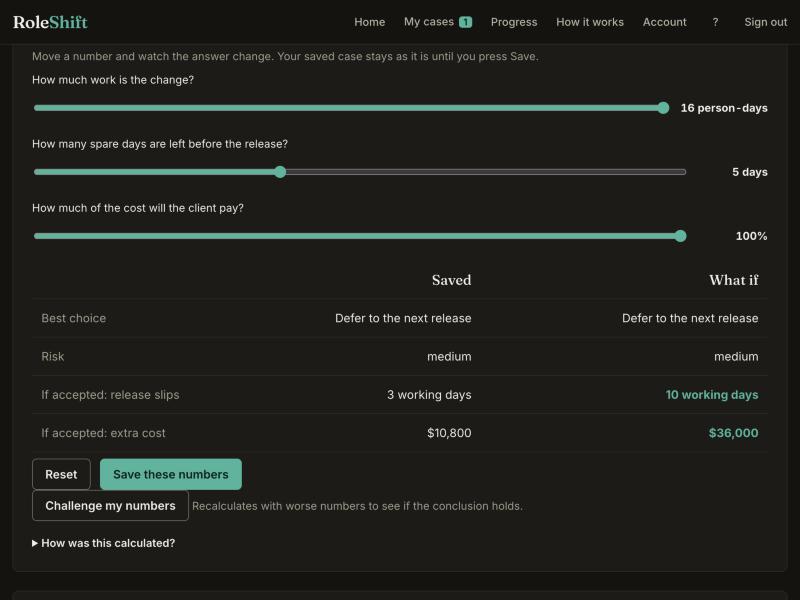 RoleShift Home My cases 1 Progress How it works Account ? Sign out
Move a number and watch the answer change. Your saved case stays as it is until you press Save.
How much work is the change?
16 person-days
How many spare days are left before the release?
5 days
How much of the cost will the client pay?
100%
Saved What if
Best choice Defer to the next release Defer to the next release
Risk medium medium
If accepted: release slips 3 working days 10 working days
If accepted: extra cost $10,800 $36,000
Reset Save these numbers
Challenge my numbers Recalculates with worse numbers to see if the conclusion holds.
How was this calculated?